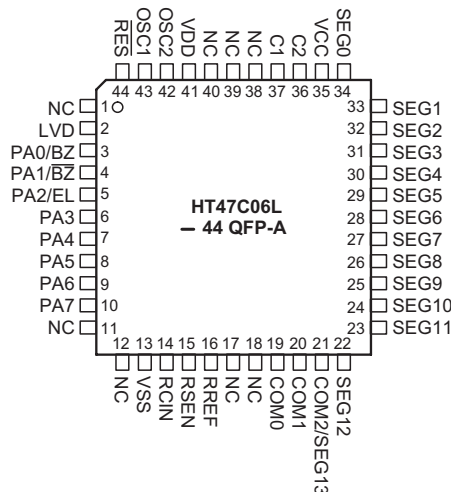 RES
OSC1
OSC2
VDD
NC
NC
NC
C1
C2
VCC
SEG0
44
43
42
41
40
39
38
37
36
35
34
NC 1
LVD 2
PA0/BZ 3
PA1/BZ 4
PA2/EL 5
PA3 6
PA4 7
PA5 8
PA6 9
PA7 10
NC 11
HT47C06L
– 44 QFP-A
33 SEG1
32 SEG2
31 SEG3
30 SEG4
29 SEG5
28 SEG6
27 SEG7
26 SEG8
25 SEG9
24 SEG10
23 SEG11
12
13
14
15
16
17
18
19
20
21
22
NC
VSS
RCIN
RSEN
RREF
NC
NC
COM0
COM1
COM2/SEG13
SEG12